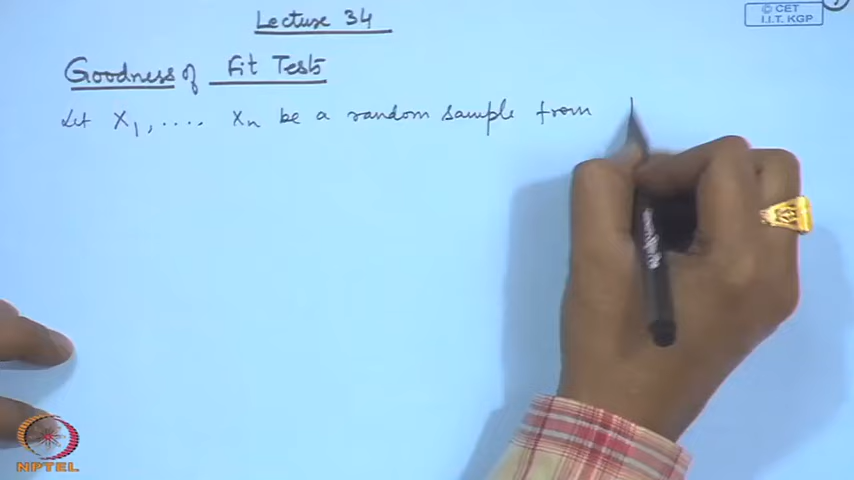 Lecture 34
© CET
I.I.T. KGP
Goodness of Fit Tests
Let X1, .... Xn be a random sample from
NPTEL